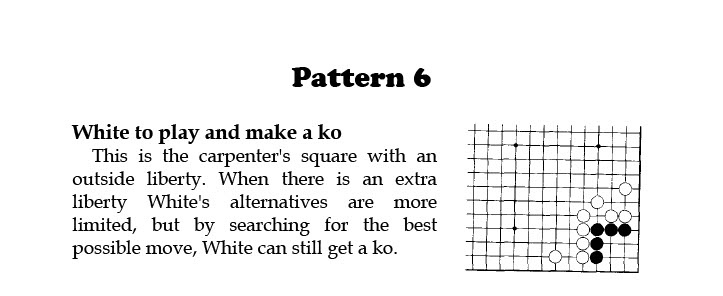 Pattern 6
White to play and make a ko
This is the carpenter's square with an
outside liberty. When there is an extra
liberty White's alternatives are more
limited, but by searching for the best
possible move, White can still get a ko.